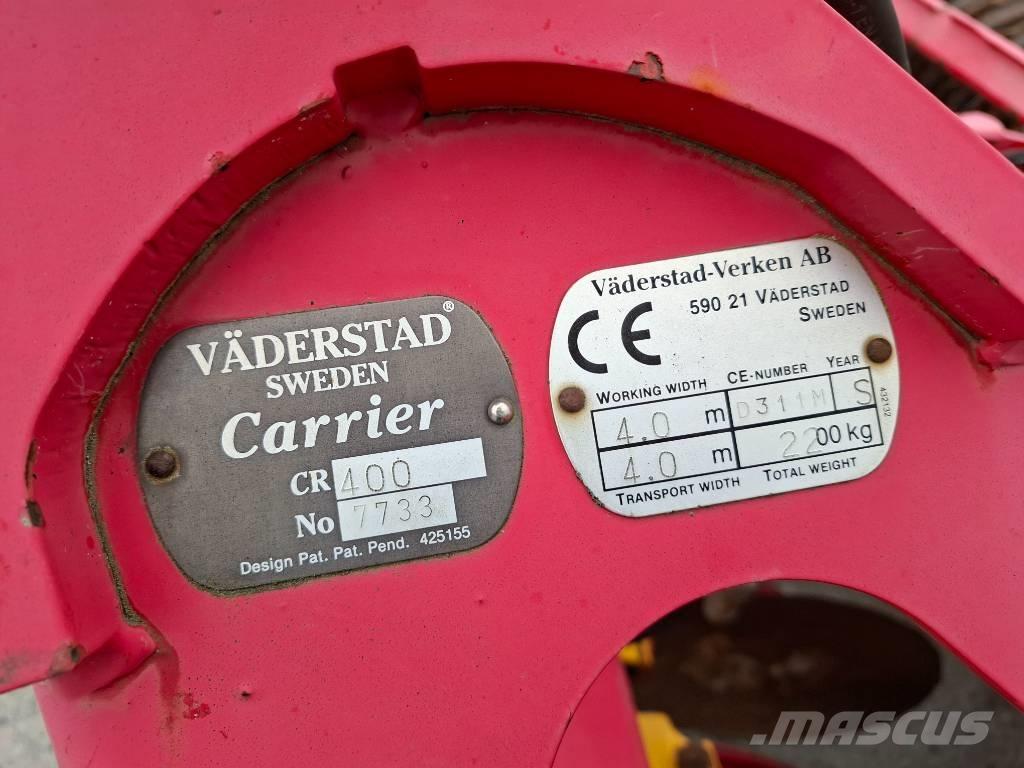 VÄDERSTAD®
SWEDEN
Carrier
CR 400
No 7733
Design Pat. Pat. Pend. 425155
Väderstad-Verken AB
590 21 VÄDERSTAD
SWEDEN
CE
WORKING WIDTH CE-NUMBER YEAR
4.0 m D311M S
4.0 m 2200 kg
TRANSPORT WIDTH TOTAL WEIGHT
432132
MASCUS